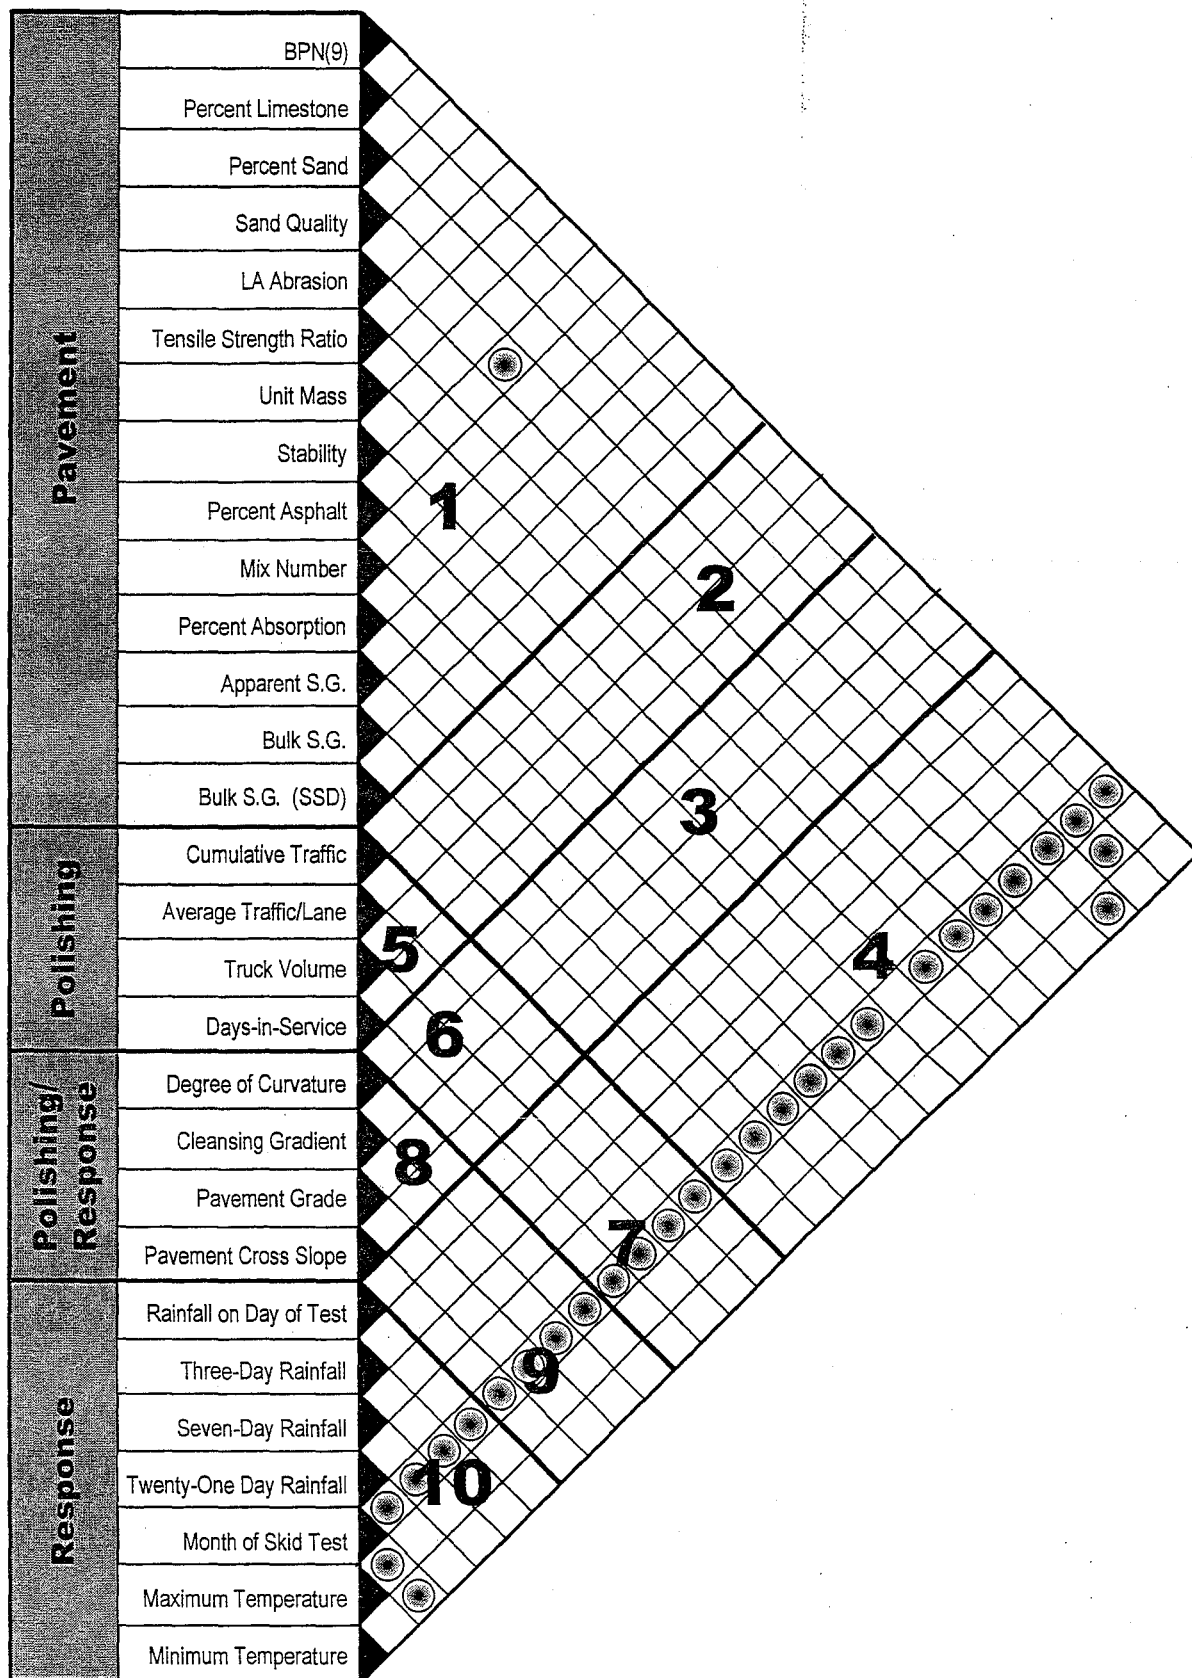 Pavement
BPN(9)
Percent Limestone
Percent Sand
Sand Quality
LA Abrasion
Tensile Strength Ratio
Unit Mass
Stability
Percent Asphalt
Mix Number
Percent Absorption
Apparent S.G.
Bulk S.G.
Bulk S.G. (SSD)
Polishing
Cumulative Traffic
Average Traffic/Lane
Truck Volume
Days-in-Service
Polishing/
Response
Degree of Curvature
Cleansing Gradient
Pavement Grade
Pavement Cross Slope
Response
Rainfall on Day of Test
Three-Day Rainfall
Seven-Day Rainfall
Twenty-One Day Rainfall
Month of Skid Test
Maximum Temperature
Minimum Temperature
1
2
3
4
5
6
7
8
9
10